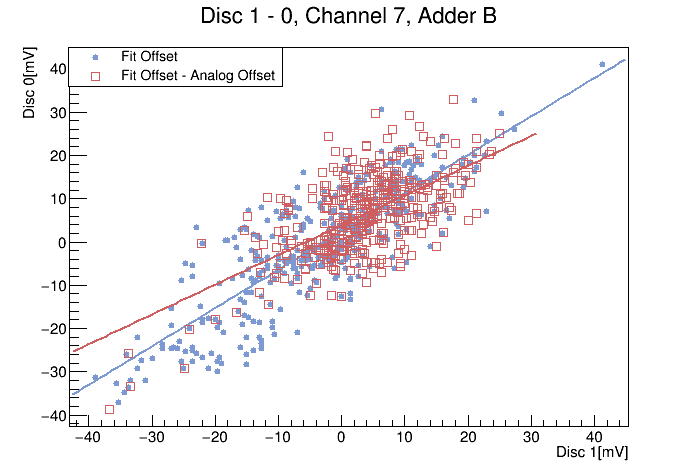 Disc 1 - 0, Channel 7, Adder B
Disc 0[mV]
Fit Offset
Fit Offset - Analog Offset
40
30
20
10
0
−10
−20
−30
−40
−40 −30 −20 −10 0 10 20 30 40
Disc 1[mV]